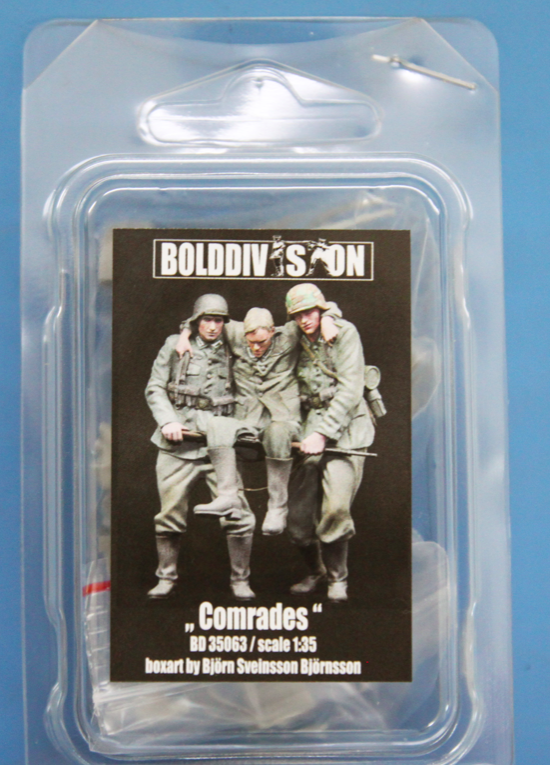 BOLDDIVISION
„Comrades“
BD 35063 / scale 1:35
boxart by Björn Sveinsson Björnsson